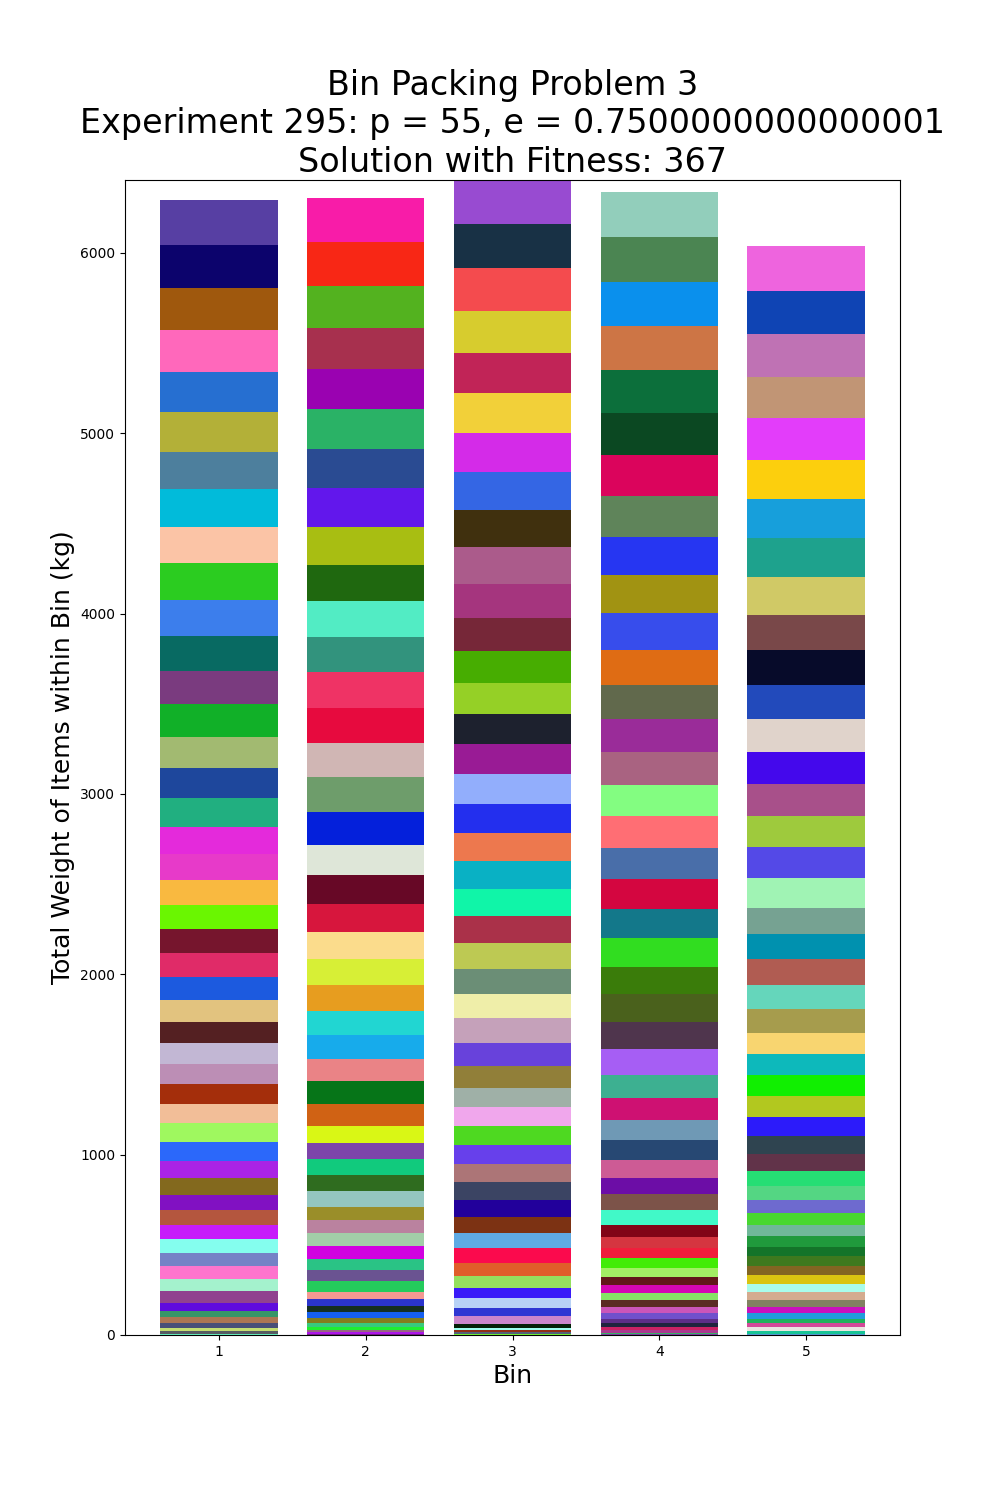 Bin Packing Problem 3
Experiment 295: p = 55, e = 0.7500000000000001
Solution with Fitness: 367
Total Weight of Items within Bin (kg)
6000
5000
4000
3000
2000
1000
0
1 2 3 4 5
Bin